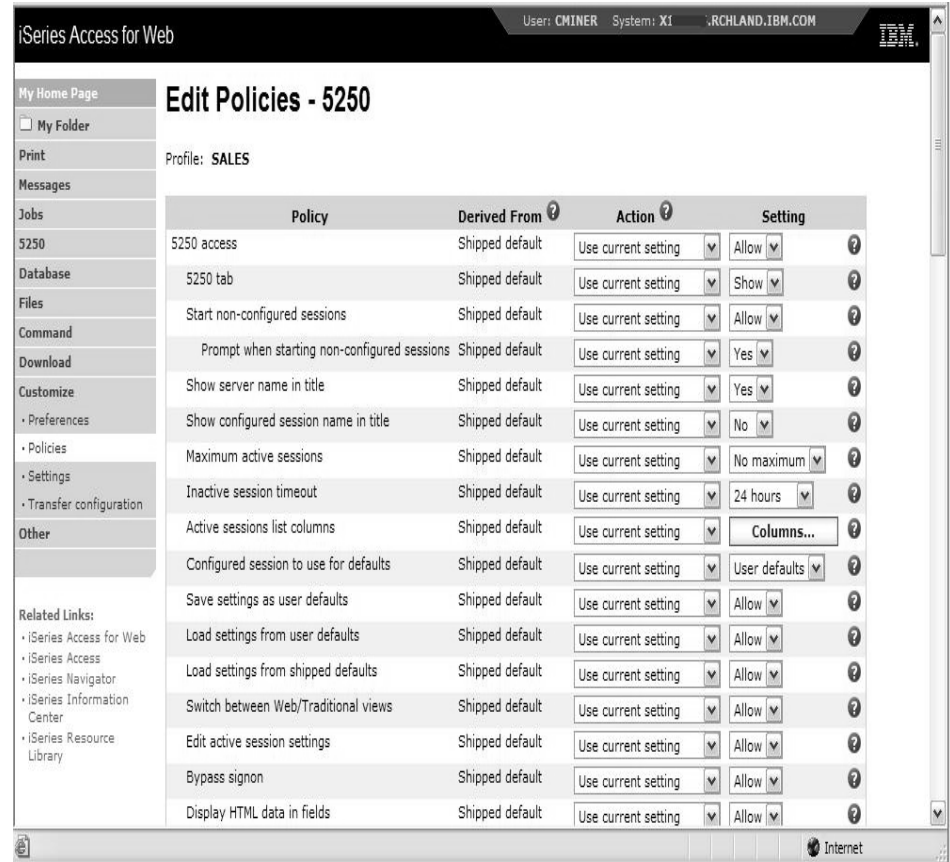 iSeries Access for Web
User: CMINER System: X1 .RCHLAND.IBM.COM
IBM.
My Home Page
My Folder
Print
Messages
Jobs
5250
Database
Files
Command
Download
Customize
• Preferences
• Policies
• Settings
• Transfer configuration
Other
Related Links:
• iSeries Access for Web
• iSeries Access
• iSeries Navigator
• iSeries Information
Center
• iSeries Resource
Library
Edit Policies - 5250
Profile: SALES
Policy Derived From ? Action ? Setting
5250 access Shipped default Use current setting Allow ?
5250 tab Shipped default Use current setting Show ?
Start non-configured sessions Shipped default Use current setting Allow ?
Prompt when starting non-configured sessions Shipped default Use current setting Yes ?
Show server name in title Shipped default Use current setting Yes ?
Show configured session name in title Shipped default Use current setting No ?
Maximum active sessions Shipped default Use current setting No maximum ?
Inactive session timeout Shipped default Use current setting 24 hours ?
Active sessions list columns Shipped default Use current setting Columns... ?
Configured session to use for defaults Shipped default Use current setting User defaults ?
Save settings as user defaults Shipped default Use current setting Allow ?
Load settings from user defaults Shipped default Use current setting Allow ?
Load settings from shipped defaults Shipped default Use current setting Allow ?
Switch between Web/Traditional views Shipped default Use current setting Allow ?
Edit active session settings Shipped default Use current setting Allow ?
Bypass signon Shipped default Use current setting Allow ?
Display HTML data in fields Shipped default Use current setting Allow ?
Internet